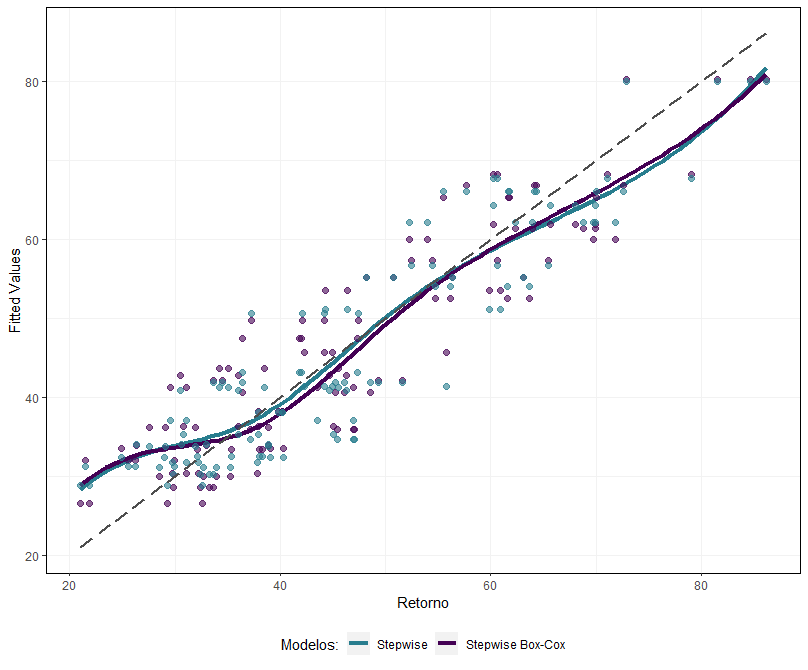 80
60
40
20
Fitted Values
20 40 60 80
Retorno
Modelos: Stepwise Stepwise Box-Cox